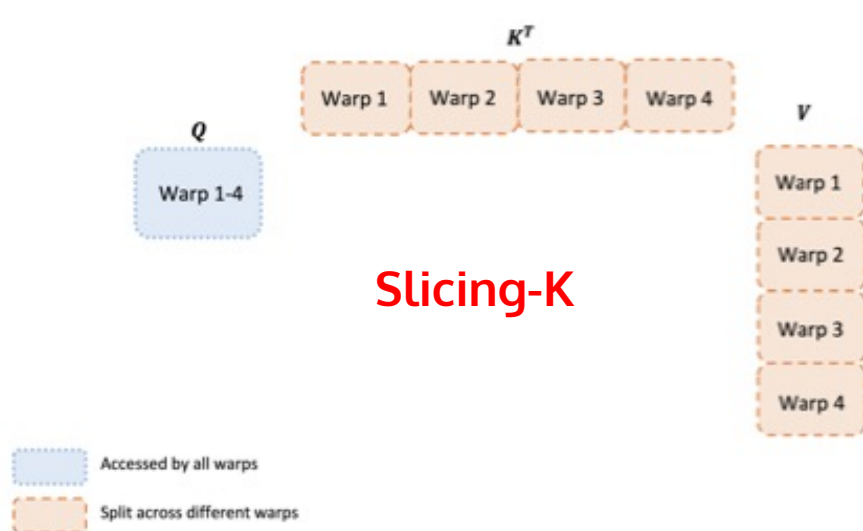 K^T
Warp 1 Warp 2 Warp 3 Warp 4
V
Q
Warp 1-4
Warp 1
Warp 2
Warp 3
Warp 4
Slicing-K
Accessed by all warps
Split across different warps